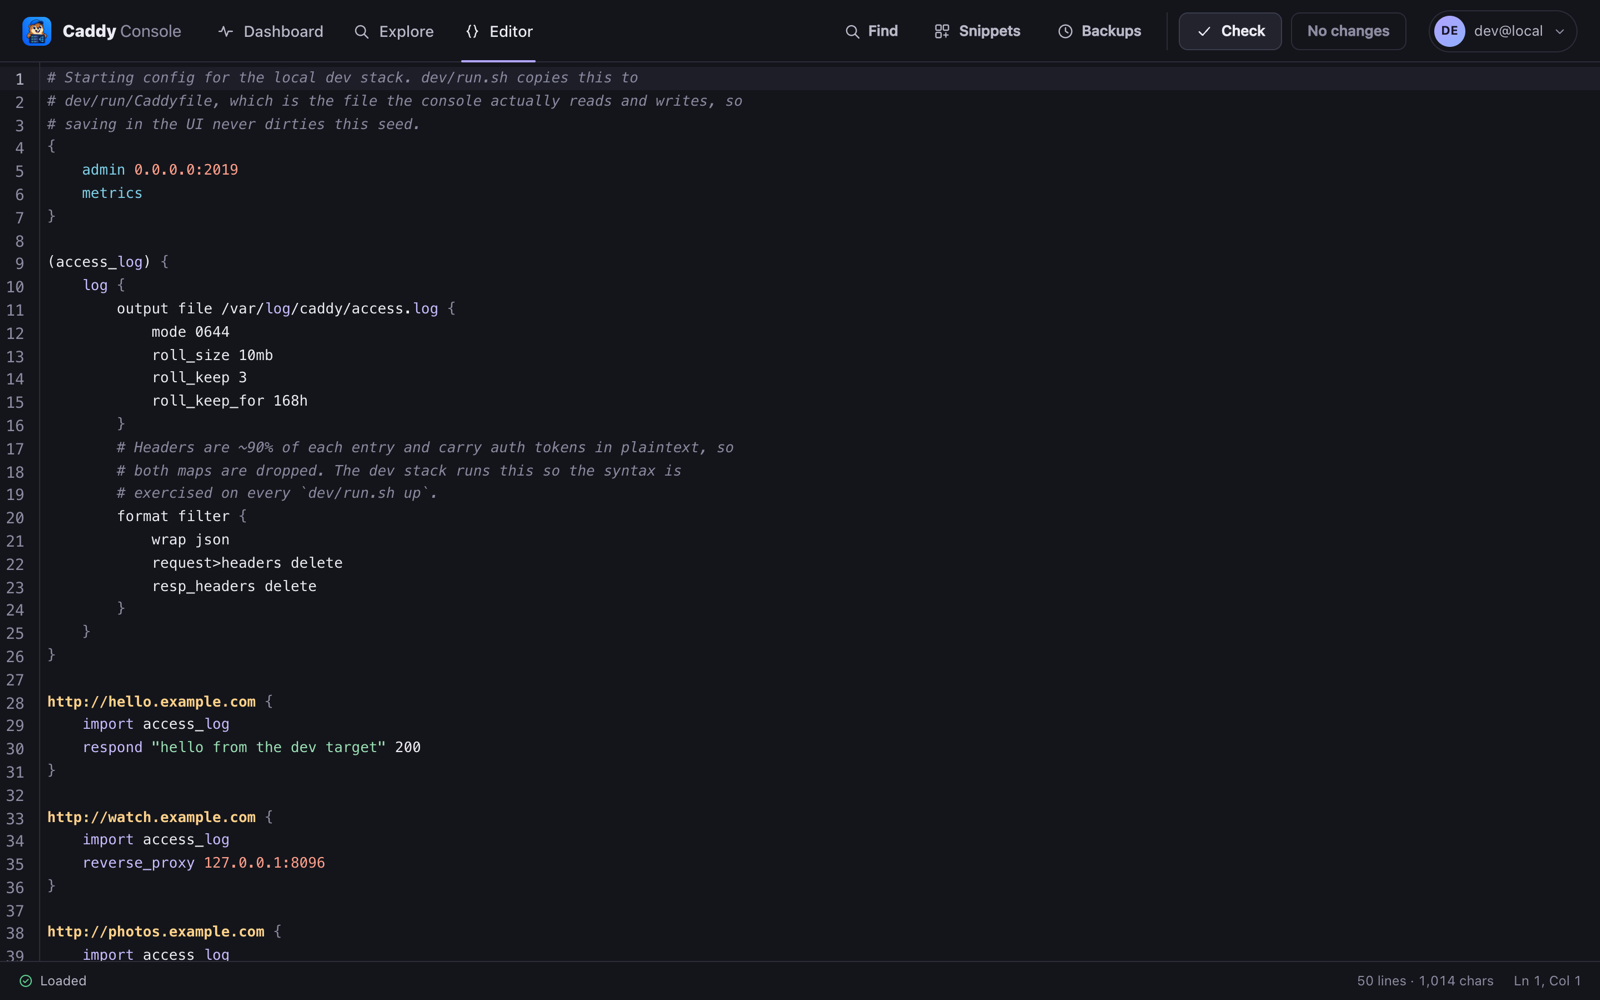 Caddy Console
Dashboard
Explore
Editor
Find
Snippets
Backups
Check
No changes
DE
dev@local
1 # Starting config for the local dev stack. dev/run.sh copies this to
2 # dev/run/Caddyfile, which is the file the console actually reads and writes, so
3 # saving in the UI never dirties this seed.
4 {
5     admin 0.0.0.0:2019
6     metrics
7 }
8
9 (access_log) {
10     log {
11         output file /var/log/caddy/access.log {
12             mode 0644
13             roll_size 10mb
14             roll_keep 3
15             roll_keep_for 168h
16         }
17         # Headers are ~90% of each entry and carry auth tokens in plaintext, so
18         # both maps are dropped. The dev stack runs this so the syntax is
19         # exercised on every `dev/run.sh up`.
20         format filter {
21             wrap json
22             request>headers delete
23             resp_headers delete
24         }
25     }
26 }
27
28 http://hello.example.com {
29     import access_log
30     respond "hello from the dev target" 200
31 }
32
33 http://watch.example.com {
34     import access_log
35     reverse_proxy 127.0.0.1:8096
36 }
37
38 http://photos.example.com {
39     import access_log
Loaded
50 lines · 1,014 chars
Ln 1, Col 1